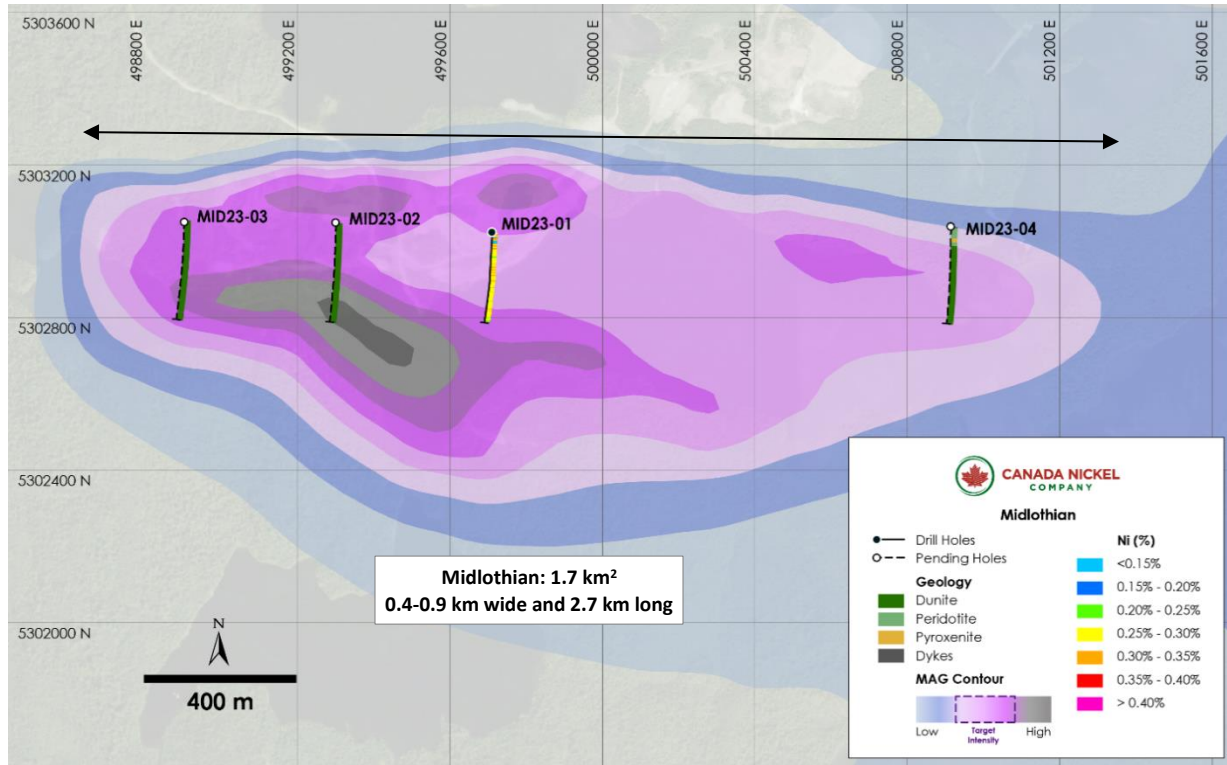 5303600 N
498800 E
499200 E
499600 E
500000 E
500400 E
500800 E
501200 E
501600 E
5303200 N
MID23-03
MID23-02
MID23-01
MID23-04
5302800 N
5302400 N
5302000 N
Midlothian: 1.7 km²
0.4-0.9 km wide and 2.7 km long
N
400 m
CANADA NICKEL
COMPANY
Midlothian
Drill Holes
Pending Holes
Geology
Dunite
Peridotite
Pyroxenite
Dykes
MAG Contour
Low
Target
Intensity
High
Ni (%)
<0.15%
0.15% - 0.20%
0.20% - 0.25%
0.25% - 0.30%
0.30% - 0.35%
0.35% - 0.40%
> 0.40%